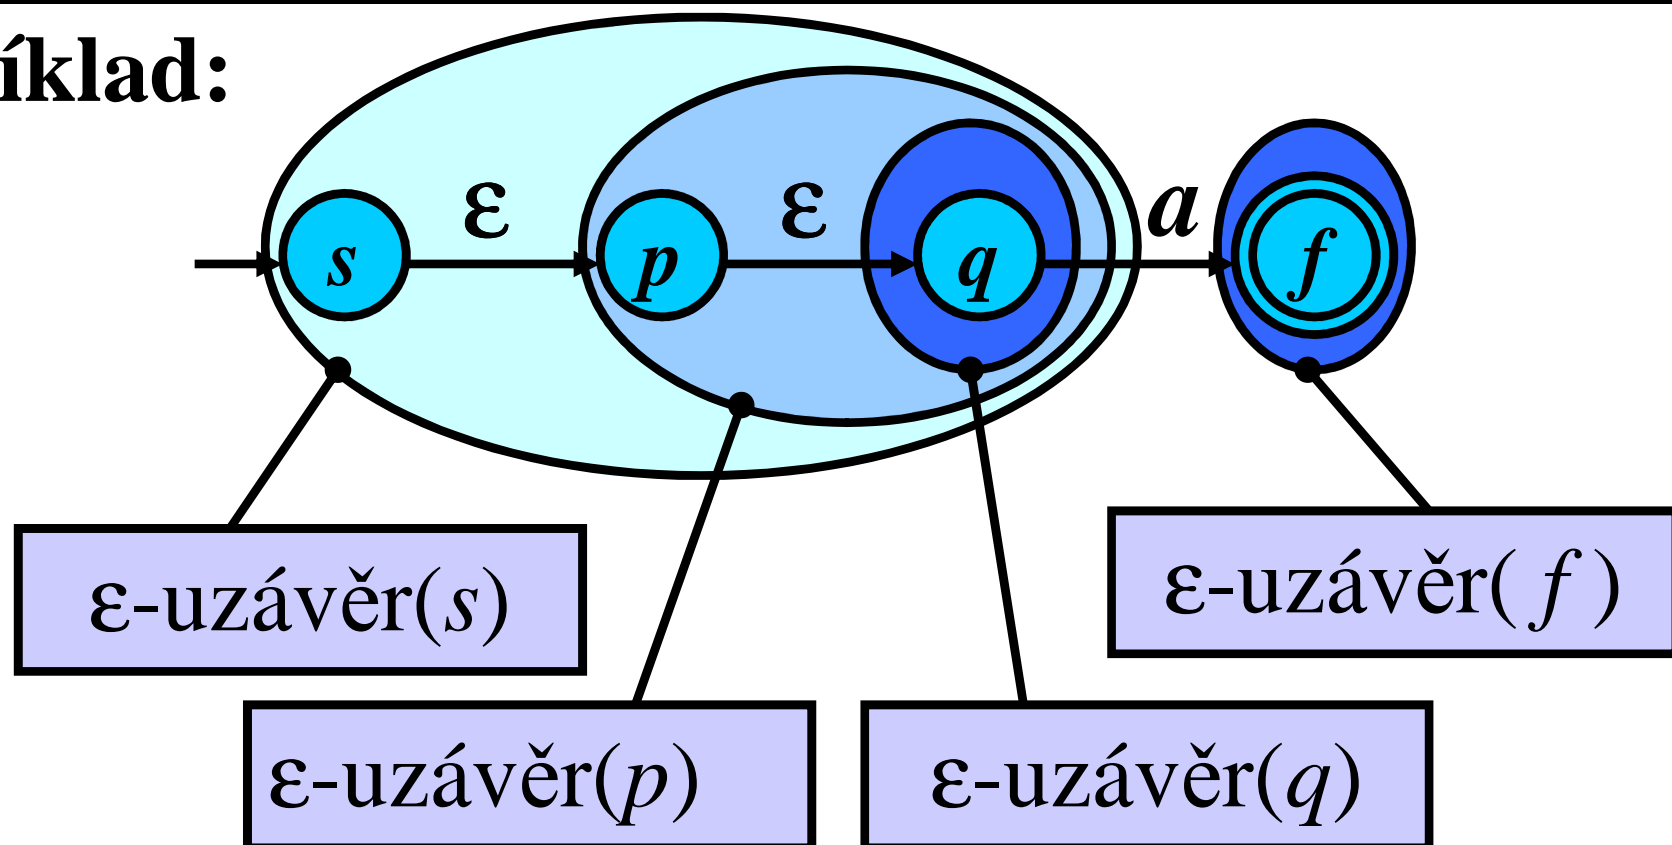 íklad:
ε ε a
s p q f
ε-uzávěr(s)
ε-uzávěr(f)
ε-uzávěr(p)
ε-uzávěr(q)